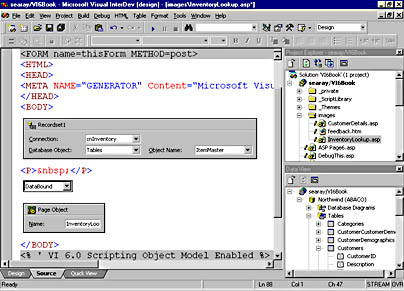 searay/VI6Book - Microsoft Visual InterDev [design] - [images\InventoryLookup.asp*]
File Edit View Project Debug Table Format HTML Tools Window Help
Design
<FORM name=thisForm METHOD=post>
<HTML>
<HEAD>
<META NAME="GENERATOR" Content="Microsoft Visu
</HEAD>
<BODY>
Recordset1
Connection: cnInventory
Database Object: Tables Object Name: ItemMaster
<P>&nbsp;</P>
DataBound
Page Object
Name: InventoryLoo
</BODY>
<% ' VI 6.0 Scripting Object Model Enabled %>
Design Source Quick View
Project Explorer - searay/VI6Book
Solution 'VI6Book' (1 project)
searay/VI6Book
_private
_ScriptLibrary
_Themes
images
CustomerDetails.asp
feedback.htm
InventoryLookup.asp
ASP Page6.asp
DebugThis.asp
Data View
searay/VI6Book
Northwind (ABACO)
Database Diagrams
Tables
Categories
CustomerCustomerDemo
CustomerDemographics
Customers
CustomerID
Description
Ln 88 Col 1 Ch 47 STREAM OVR